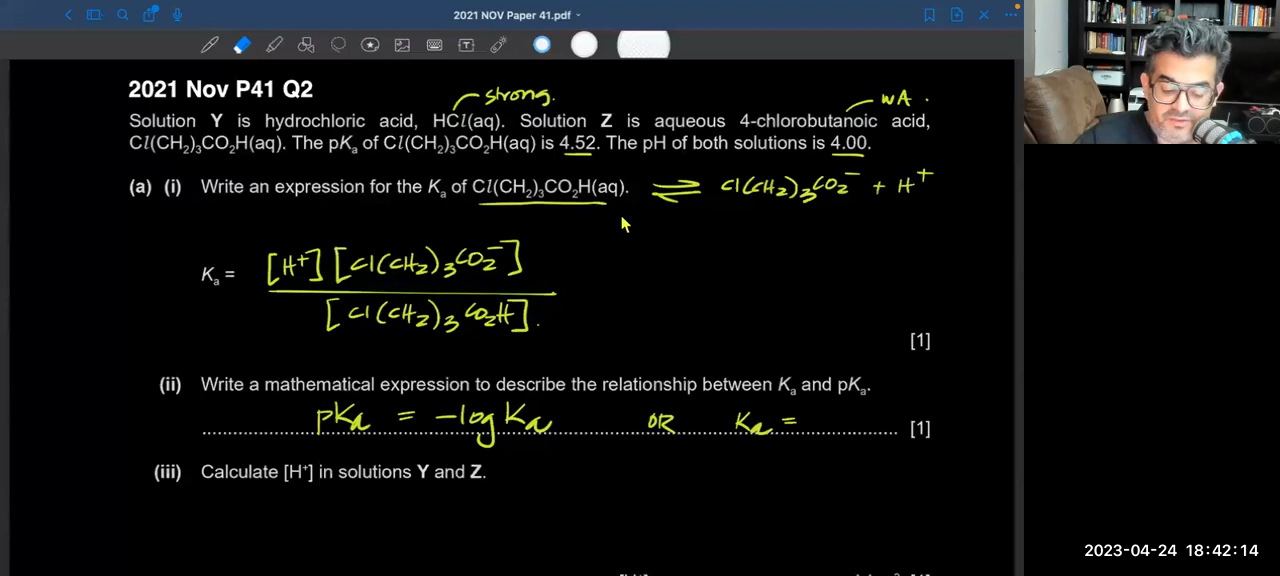 2021 NOV Paper 41.pdf
2021 Nov P41 Q2
strong.
WA.
Solution Y is hydrochloric acid, HCl(aq). Solution Z is aqueous 4-chlorobutanoic acid,
Cl(CH₂)₃CO₂H(aq). The pKₐ of Cl(CH₂)₃CO₂H(aq) is 4.52. The pH of both solutions is 4.00.
(a) (i) Write an expression for the Kₐ of Cl(CH₂)₃CO₂H(aq). ⇌ Cl(CH₂)₃CO₂⁻ + H⁺
Kₐ = [H⁺][Cl(CH₂)₃CO₂⁻]
[Cl(CH₂)₃CO₂H].
[1]
(ii) Write a mathematical expression to describe the relationship between Kₐ and pKₐ.
pKa = -log Ka OR Ka = [1]
(iii) Calculate [H⁺] in solutions Y and Z.
2023-04-24 18:42:14